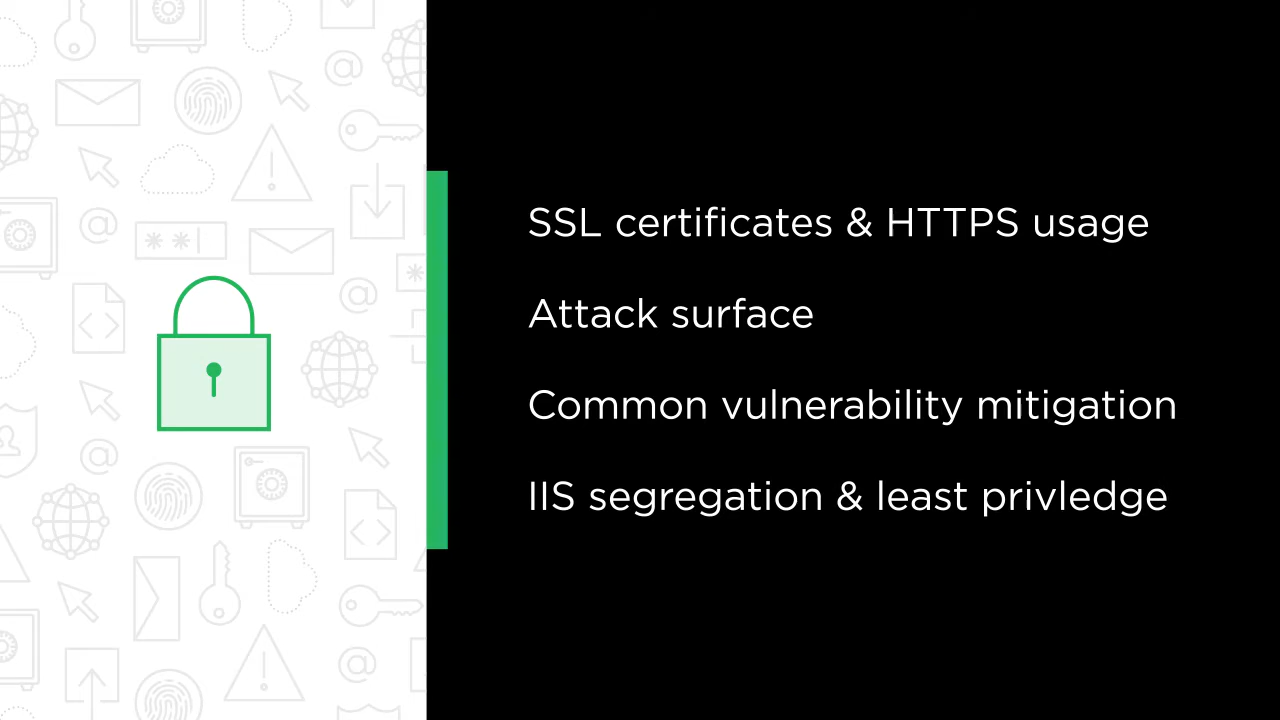 SSL certificates & HTTPS usage
Attack surface
Common vulnerability mitigation
IIS segregation & least privledge